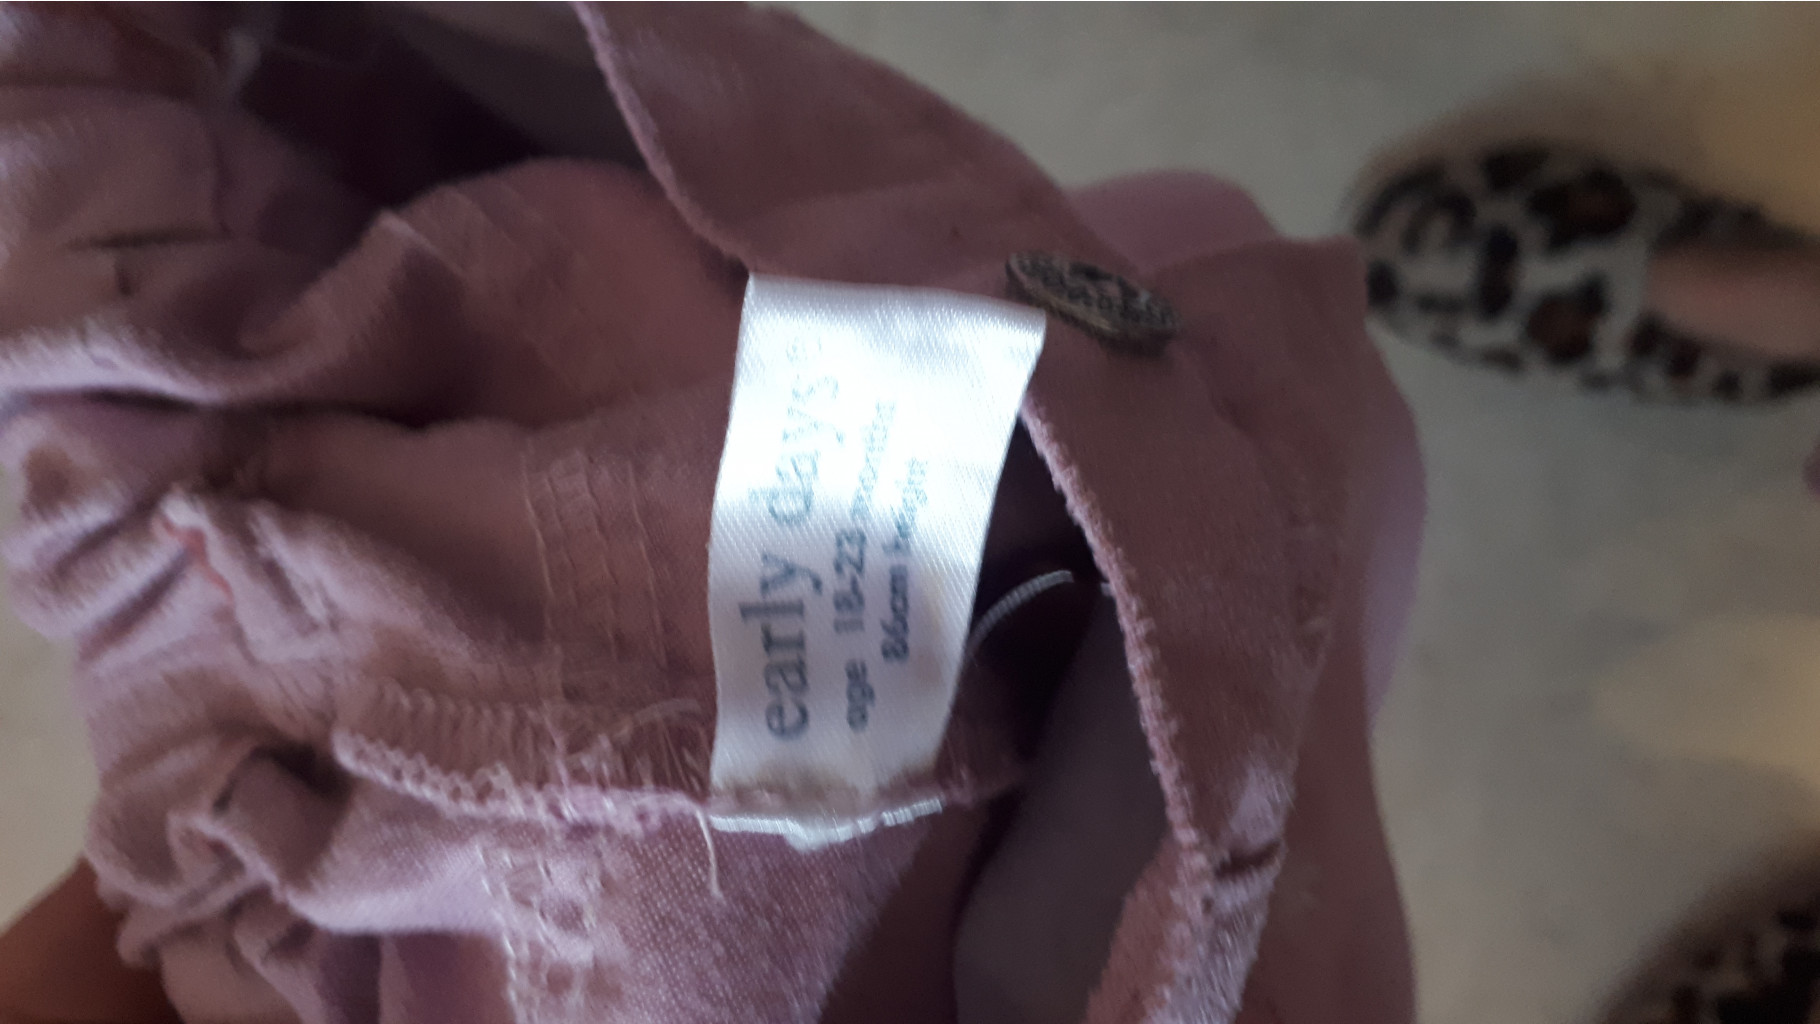 early days®
age 18-23 months
86cm height